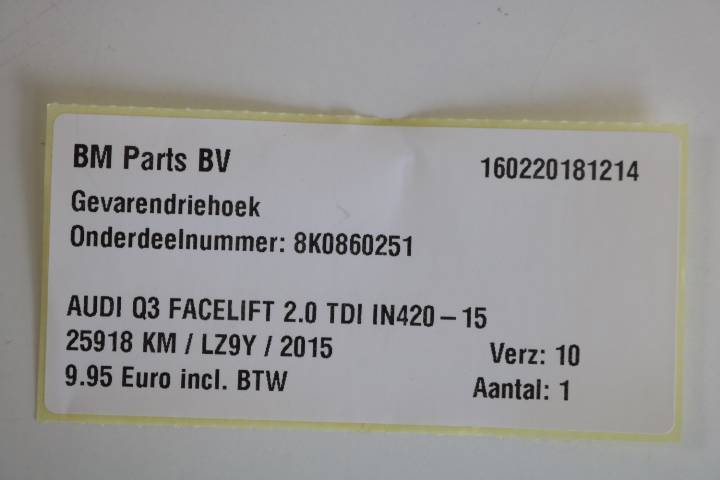 BM Parts BV 160220181214
Gevarendriehoek
Onderdeelnummer: 8K0860251
AUDI Q3 FACELIFT 2.0 TDI IN420-15
25918 KM / LZ9Y / 2015 Verz: 10
9.95 Euro incl. BTW Aantal: 1